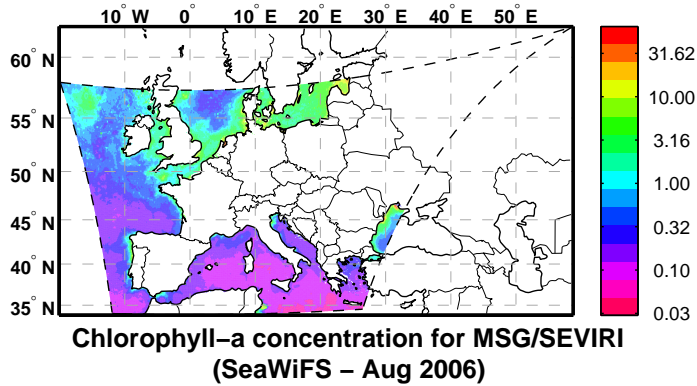 10° W 0° 10° E 20° E 30° E 40° E 50° E
60° N
55° N
50° N
45° N
40° N
35° N
31.62
10.00
3.16
1.00
0.32
0.10
0.03
Chlorophyll−a concentration for MSG/SEVIRI
(SeaWiFS − Aug 2006)